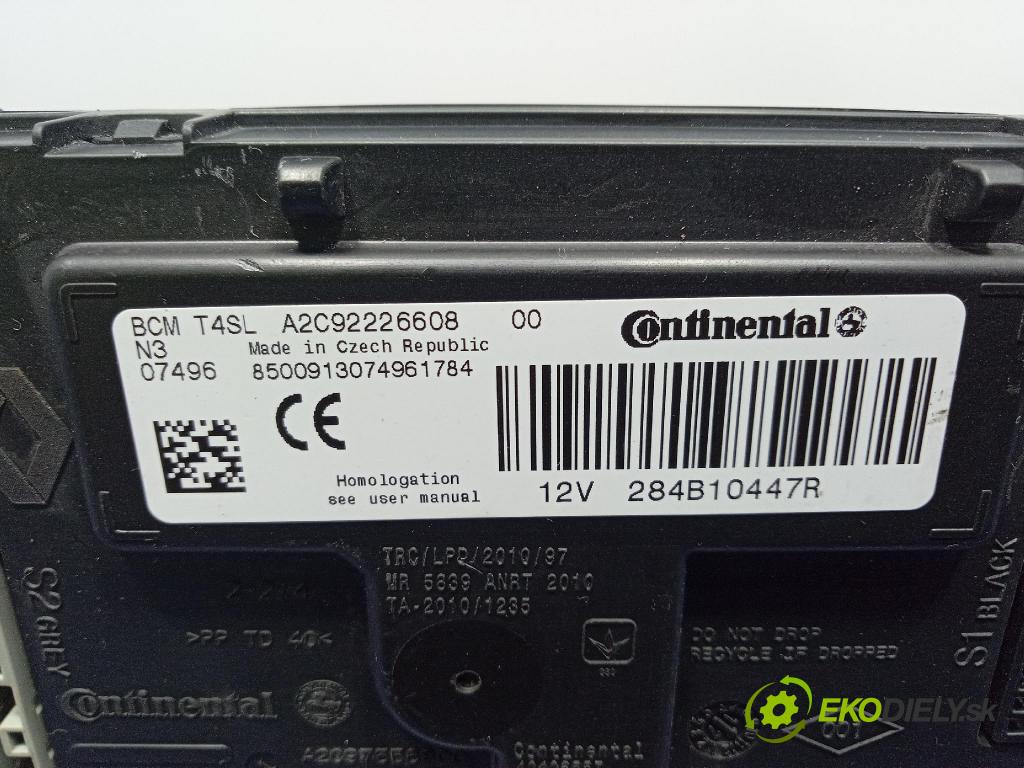 BCM T4SL A2C92226608 00
N3 Made in Czech Republic
07496 8500913074961784
Continental
CE
Homologation
see user manual
12V 284B10447R
TRC/LPD/2010/97
MR 5839 ANRT 2010
TA-2010/1235
>PP TD 40<
S2 GREY
S1 BLACK
DO NOT DROP
RECYCLE IF DROPPED
Continental
Continental
001
EKODIELY.sk